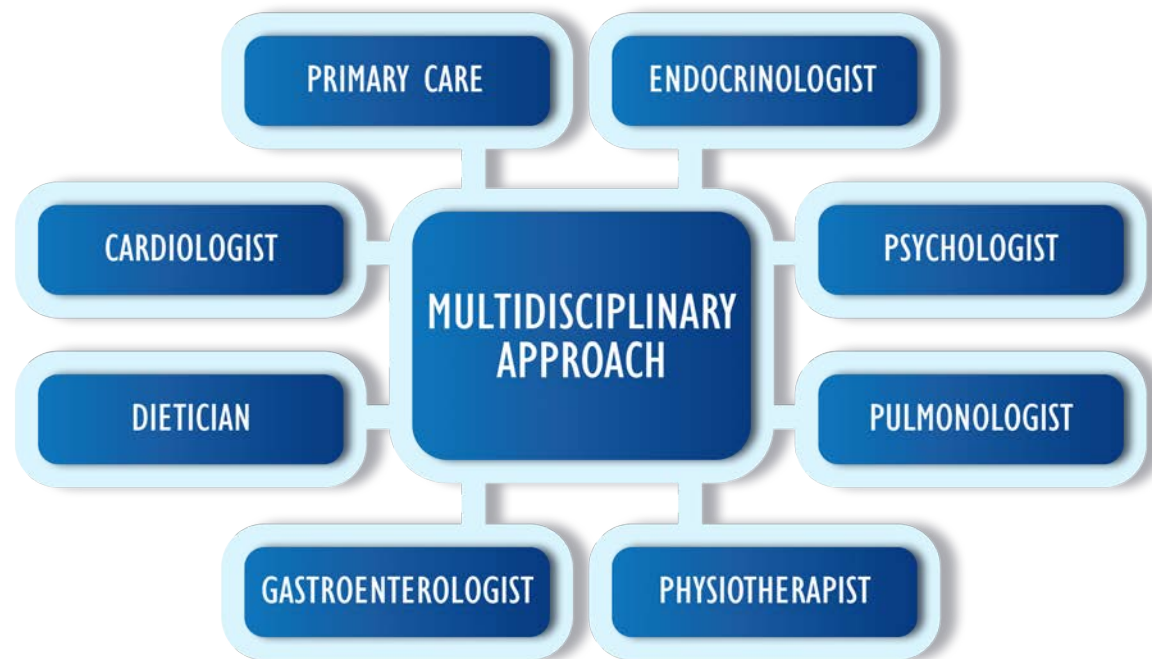 PRIMARY CARE
ENDOCRINOLOGIST
CARDIOLOGIST
PSYCHOLOGIST
MULTIDISCIPLINARY
APPROACH
DIETICIAN
PULMONOLOGIST
GASTROENTEROLOGIST
PHYSIOTHERAPIST